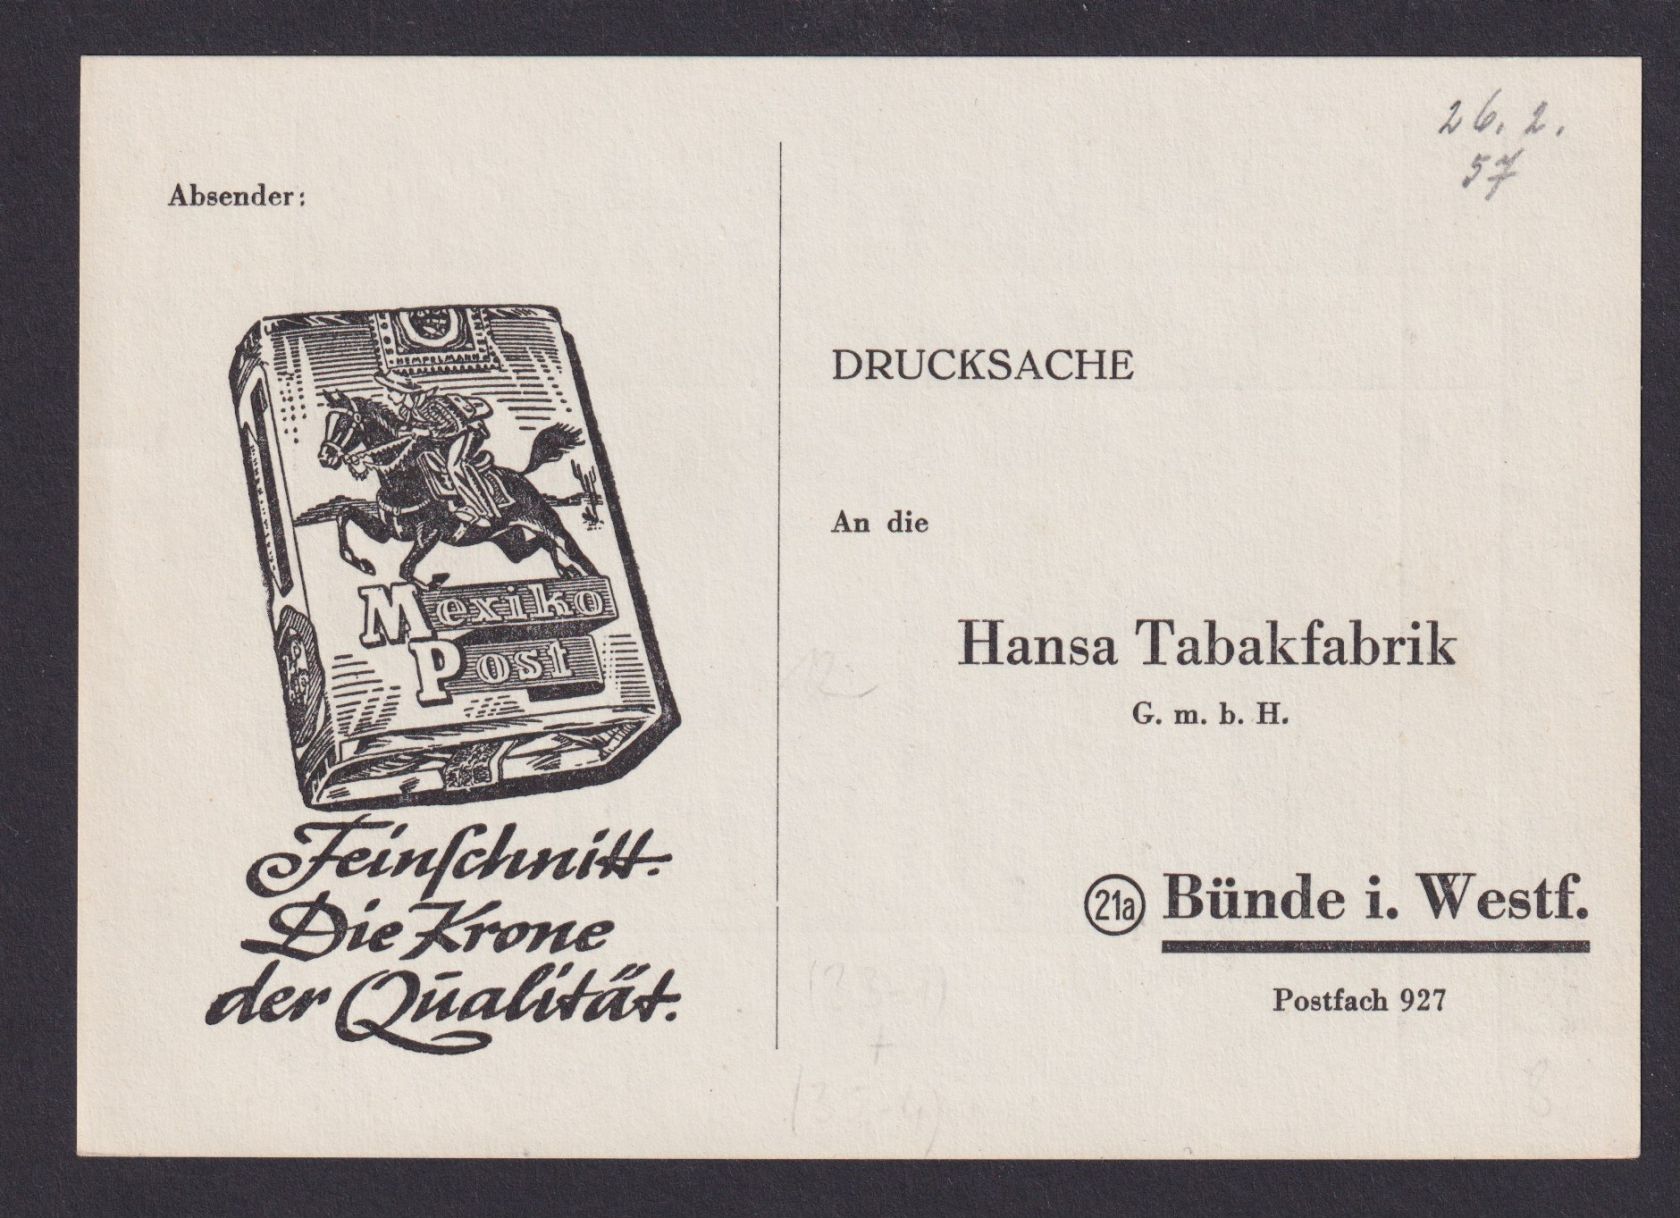 Absender:
HEMPELMANN
Mexiko
Post
Feinſchnitt.
Die Krone
der Qualität.
26. 2.
57
DRUCKSACHE
An die
Hansa Tabakfabrik
G. m. b. H.
21a Bünde i. Westf.
Postfach 927
12